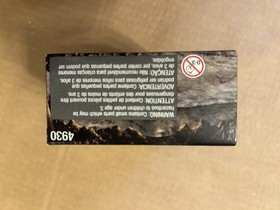 4930
WARNING: Contains small parts which may be
hazardous to children under 3 years.
ATTENTION: Contient de petites pièces pouvant être
dangereuses pour des enfants de moins de 3 ans.
ADVERTENCIA: Contiene partes pequeñas que
podrían ser peligrosas para niños menores de 3 años.
ATENÇÃO: Não recomendável para crianças menores
de 3 anos, por conter partes pequenas que podem ser
engolidas.
0-3